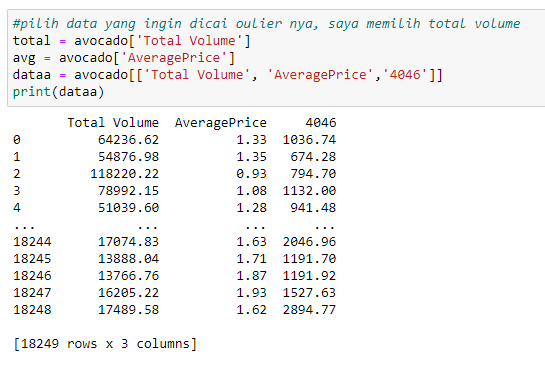 #pilih data yang ingin dicai oulier nya, saya memilih total volume
total = avocado['Total Volume']
avg = avocado['AveragePrice']
dataa = avocado[['Total Volume', 'AveragePrice','4046']]
print(dataa)
Total Volume AveragePrice 4046
0 64236.62 1.33 1036.74
1 54876.98 1.35 674.28
2 118220.22 0.93 794.70
3 78992.15 1.08 1132.00
4 51039.60 1.28 941.48
... ... ... ...
18244 17074.83 1.63 2046.96
18245 13888.04 1.71 1191.70
18246 13766.76 1.87 1191.92
18247 16205.22 1.93 1527.63
18248 17489.58 1.62 2894.77
[18249 rows x 3 columns]